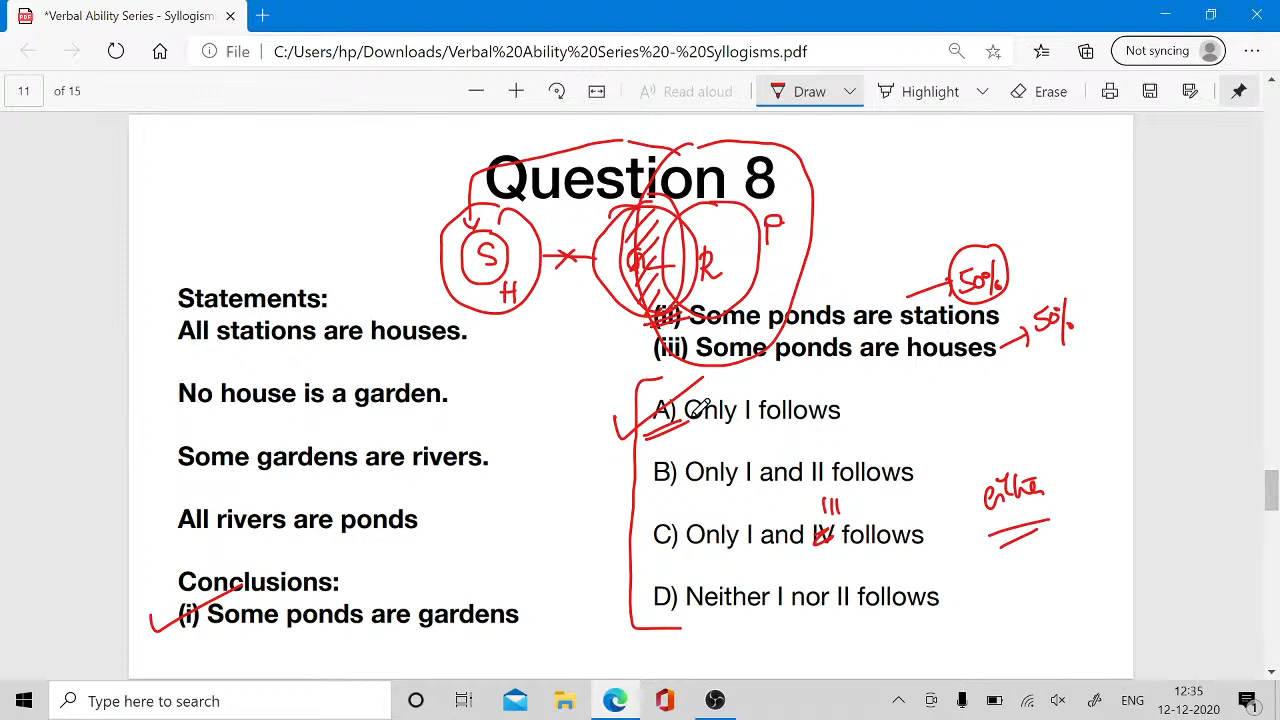 *Verbal Ability Series - Syllogism
File
C:/Users/hp/Downloads/Verbal%20Ability%20Series%20-%20Syllogisms.pdf
Not syncing
11 of 15
Read aloud
Draw
Highlight
Erase
Question 8
S
H
R
P
Statements:
All stations are houses.
No house is a garden.
Some gardens are rivers.
All rivers are ponds
Conclusions:
(i) Some ponds are gardens
50%
(ii) Some ponds are stations
50%
(iii) Some ponds are houses
A) Only I follows
B) Only I and II follows
III
C) Only I and IV follows
either
D) Neither I nor II follows
Type here to search
ENG
12:35
12-12-2020
1